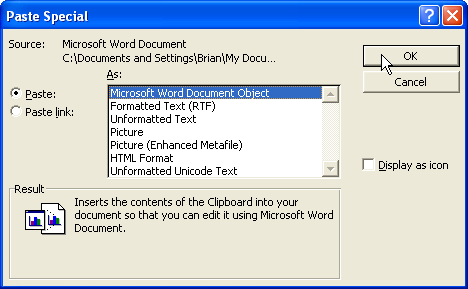 Paste Special
Source: Microsoft Word Document
C:\Documents and Settings\Brian\My Docu...
As:
OK
Cancel
Paste:
Paste link:
Microsoft Word Document Object
Formatted Text (RTF)
Unformatted Text
Picture
Picture (Enhanced Metafile)
HTML Format
Unformatted Unicode Text
Display as icon
Result
Inserts the contents of the Clipboard into your
document so that you can edit it using Microsoft Word
Document.